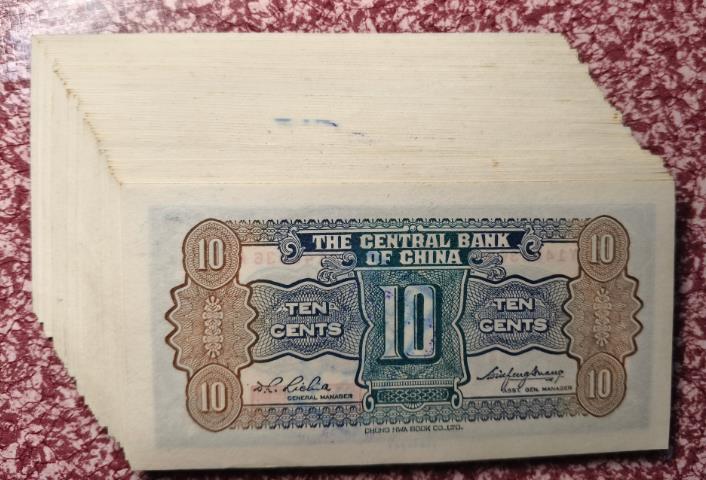 THE CENTRAL BANK
OF CHINA
10
10
TEN
CENTS
10
TEN
CENTS
GENERAL MANAGER
ASST. GEN. MANAGER
10
10
CHUNG HWA BOOK CO., LTD.